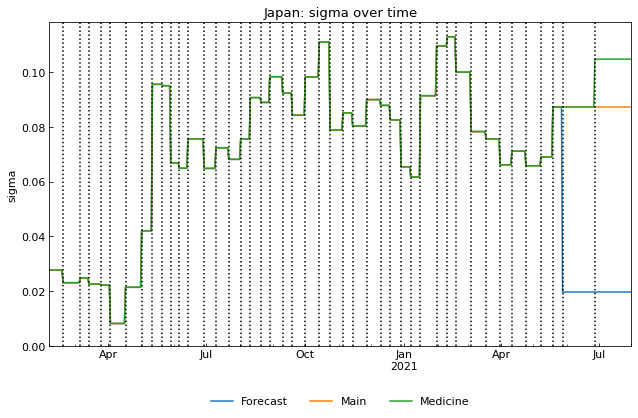 Japan: sigma over time
0.10
0.08
0.06
0.04
0.02
0.00
sigma
Apr Jul Oct Jan Apr Jul
2021
Forecast Main Medicine